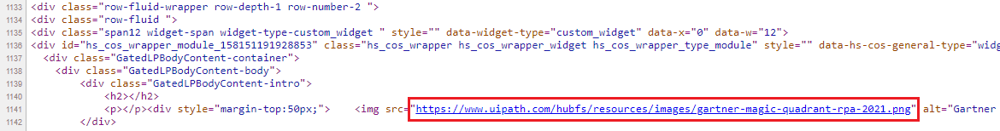 1133 <div class="row-fluid-wrapper row-depth-1 row-number-2 ">
1134 <div class="row-fluid ">
1135 <div class="span12 widget-span widget-type-custom_widget " style="" data-widget-type="custom_widget" data-x="0" data-w="12">
1136 <div id="hs_cos_wrapper_module_158151191928853" class="hs_cos_wrapper hs_cos_wrapper_widget hs_cos_wrapper_type_module" style="" data-hs-cos-general-type="widg
1137 <div class="GatedLPBodyContent-container">
1138 <div class="GatedLPBodyContent-body">
1139 <div class="GatedLPBodyContent-intro">
1140 <h2></h2>
1141 <p></p><div style="margin-top:50px;"> <img src="https://www.uipath.com/hubfs/resources/images/gartner-magic-quadrant-rpa-2021.png" alt="Gartner
1142 </div>